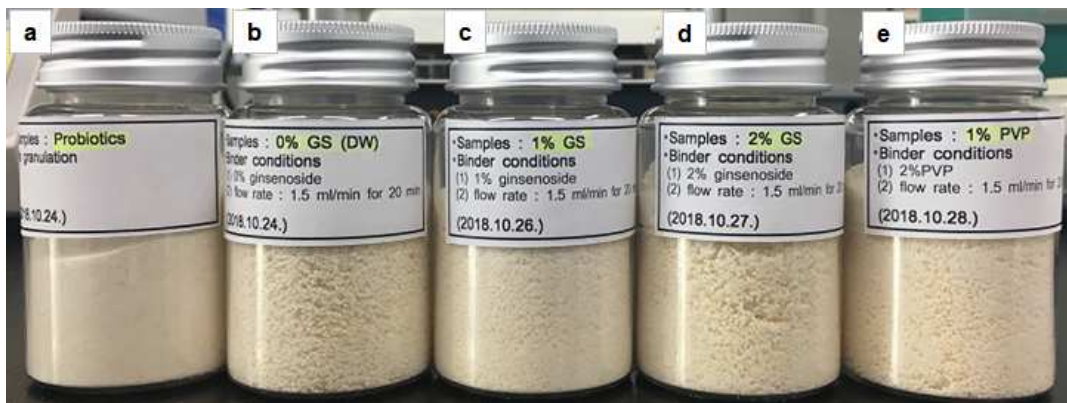 a
Samples : Probiotics
granulation
2018.10.24.)
b
Samples : 0% GS (DW)
Binder conditions
(1) 0% ginsenoside
(2) flow rate : 1.5 ml/min for 20 min
(2018.10.24.)
c
•Samples : 1% GS
•Binder conditions
(1) 1% ginsenoside
(2) flow rate : 1.5 ml/min for 20
(2018.10.26.)
d
•Samples : 2% GS
•Binder conditions
(1) 2% ginsenoside
(2) flow rate : 1.5 ml/min for 20
(2018.10.27.)
e
•Samples : 1% PVP
•Binder conditions
(1) 2%PVP
(2) flow rate : 1.5 ml/min for 20
(2018.10.28.)